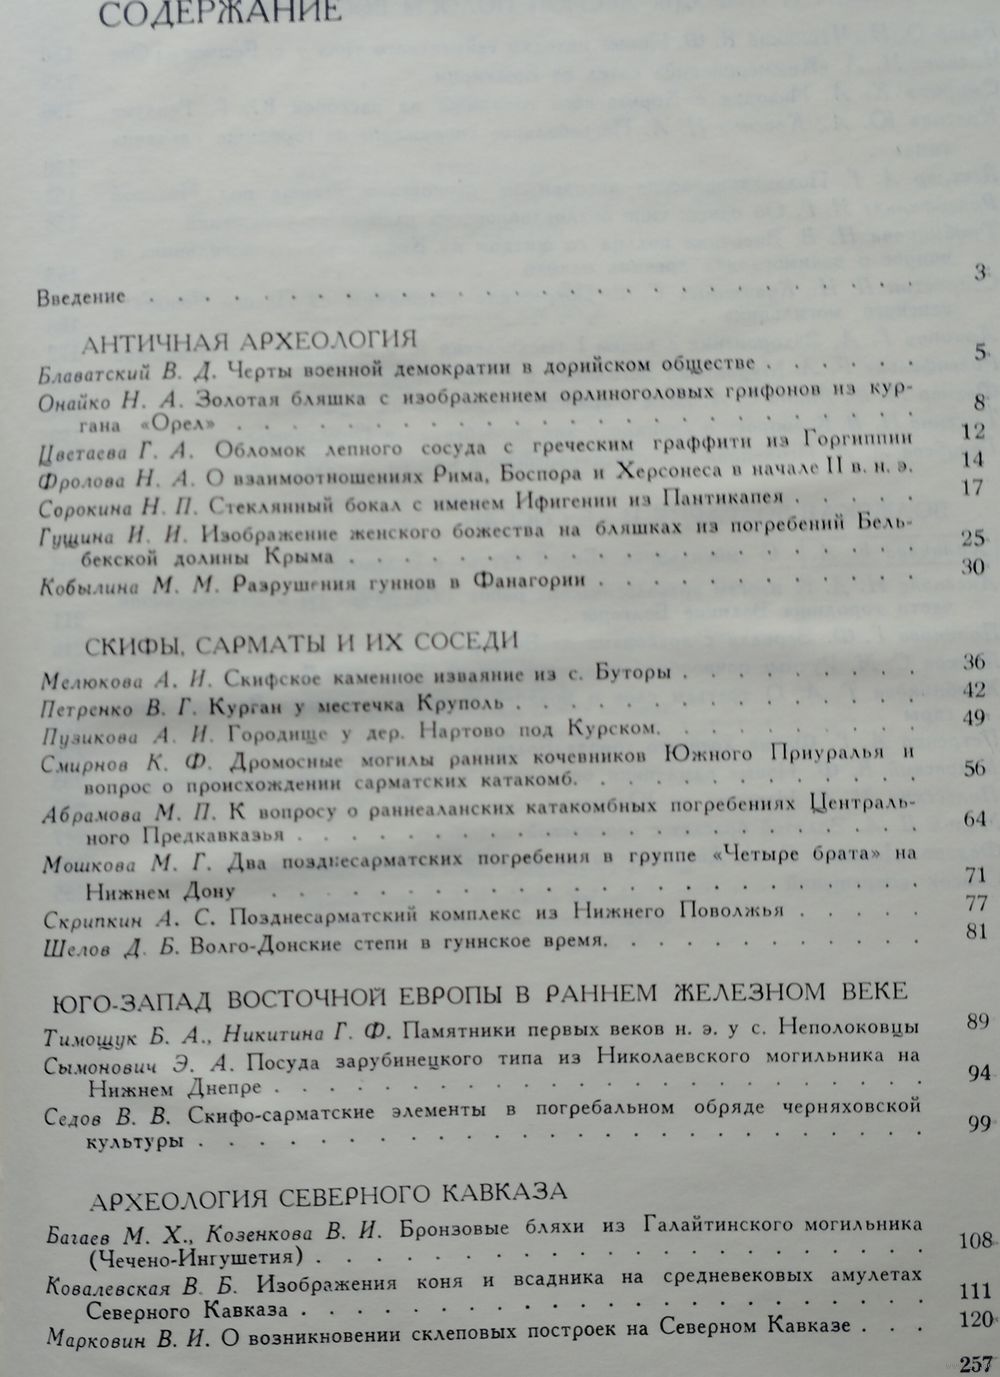 СОДЕРЖАНИЕ
Введение . . . . . . . . . . . . . . . . . . . . . . 3
АНТИЧНАЯ АРХЕОЛОГИЯ
Блаватский В. Д. Черты военной демократии в дорийском обществе . . . . . . 5
Онайко Н. А. Золотая бляшка с изображением орлиноголовых грифонов из кур-
гана «Орел» . . . . . . . . . . . . . . . . . . 8
Цветаева Г. А. Обломок лепного сосуда с греческим граффити из Горгиппии 12
Фролова Н. А. О взаимоотношениях Рима, Боспора и Херсонеса в начале II в. н. э. 14
Сорокина Н. П. Стеклянный бокал с именем Ифигении из Пантикапея . . . . . 17
Гущина И. И. Изображение женского божества на бляшках из погребений Бель-
бекской долины Крыма . . . . . . . . . . . . . . . 25
Кобылина М. М. Разрушения гуннов в Фанагории . . . . . . . . . . 30
СКИФЫ, САРМАТЫ И ИХ СОСЕДИ
Мелюкова А. И. Скифское каменное изваяние из с. Буторы . . . . . . . . 36
Петренко В. Г. Курган у местечка Круполь . . . . . . . . . . . . 42
Пузикова А. И. Городище у дер. Нартово под Курском. . . . . . . . . 49
Смирнов К. Ф. Дромосные могилы ранних кочевников Южного Приуралья и
вопрос о происхождении сарматских катакомб. . . . . . . . . . . 56
Абрамова М. П. К вопросу о раннеаланских катакомбных погребениях Централь-
ного Предкавказья . . . . . . . . . . . . . . . . . 64
Мошкова М. Г. Два позднесарматских погребения в группе «Четыре брата» на
Нижнем Дону . . . . . . . . . . . . . . . . . 71
Скрипкин А. С. Позднесарматский комплекс из Нижнего Поволжья . . . . . 77
Шелов Д. Б. Волго-Донские степи в гуннское время. . . . . . . . . . . 81
ЮГО-ЗАПАД ВОСТОЧНОЙ ЕВРОПЫ В РАННЕМ ЖЕЛЕЗНОМ ВЕКЕ
Тимощук Б. А., Никитина Г. Ф. Памятники первых веков н. э. у с. Неполоковцы 89
Сымонович Э. А. Посуда зарубинецкого типа из Николаевского могильника на
Нижнем Днепре . . . . . . . . . . . . . . . . . . 94
Седов В. В. Скифо-сарматские элементы в погребальном обряде черняховской
культуры . . . . . . . . . . . . . . . . . . . . 99
АРХЕОЛОГИЯ СЕВЕРНОГО КАВКАЗА
Багаев М. Х., Козенкова В. И. Бронзовые бляхи из Галайтинского могильника
(Чечено-Ингушетия) . . . . . . . . . . . . . . . . 108
Ковалевская В. Б. Изображения коня и всадника на средневековых амулетах
Северного Кавказа . . . . . . . . . . . . . . . . . 111
Марковин В. И. О возникновении склеповых построек на Северном Кавказе . . . 120
257